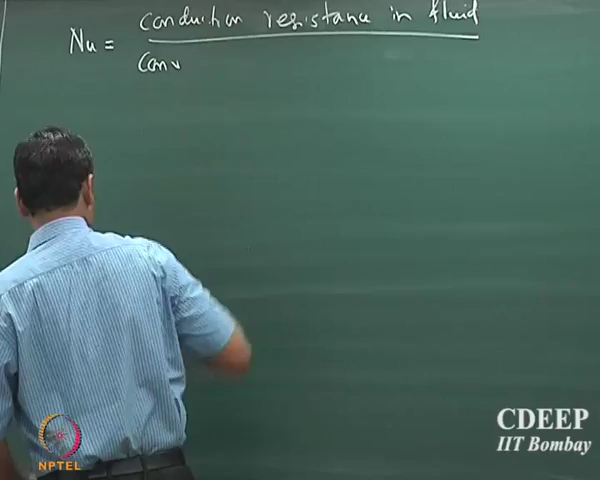 conduction resistance in fluid
Nu =
Conv
NPTEL
CDEEP
IIT Bombay